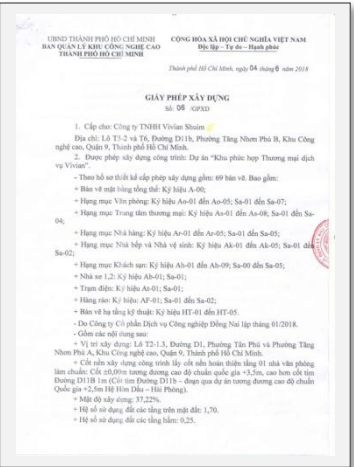 UBND THÀNH PHỐ HỒ CHÍ MINH
BAN QUẢN LÝ KHU CÔNG NGHỆ CAO
THÀNH PHỐ HỒ CHÍ MINH
CỘNG HÒA XÃ HỘI CHỦ NGHĨA VIỆT NAM
Độc lập - Tự do - Hạnh phúc
Thành phố Hồ Chí Minh, ngày 04 tháng 6 năm 2018
GIẤY PHÉP XÂY DỰNG
Số: 06 /GPXD
1. Cấp cho: Công ty TNHH Vivian Shuim
Địa chỉ: Lô T5-2 và T6, Đường D11b, Phường Tăng Nhơn Phú B, Khu Công
nghệ cao, Quận 9, Thành phố Hồ Chí Minh.
2. Được phép xây dựng công trình: Dự án "Khu phức hợp Thương mại dịch
vụ Vivian".
- Theo hồ sơ thiết kế cấp phép xây dựng gồm: 69 bản vẽ. Bao gồm:
+ Bản vẽ mặt bằng tổng thể: Ký hiệu A-00;
+ Hạng mục Văn phòng: Ký hiệu Ao-01 đến Ao-05; Sa-01 đến Sa-07;
+ Hạng mục Trung tâm thương mại: Ký hiệu As-01 đến As-08, Sa-01 đến Sa-
04;
+ Hạng mục Nhà hàng: Ký hiệu Ar-01 đến Ar-05; Sa-01 đến Sa-05;
+ Hạng mục Nhà bếp và Nhà vệ sinh: Ký hiệu Ak-01 đến Ak-05; Sa-01 đến
Sa-02;
+ Hạng mục Khách sạn: Ký hiệu Ah-01 đến Ah-09; Sa-00 đến Sa-05;
+ Nhà xe 1,2: Ký hiệu Ab-01; Sa-01;
+ Trạm điện: Ký hiệu At-01; Sa-01;
+ Hàng rào: Ký hiệu: AF-01; Sa-01 đến Sa-02;
+ Bản vẽ hạ tầng kỹ thuật: Ký hiệu HT-01 đến HT-05.
- Do Công ty Cổ phần Dịch vụ Công nghiệp Đồng Nai lập tháng 01/2018.
- Gồm các nội dung sau:
+ Vị trí xây dựng: Lô T2-1.3, Đường D1, Phường Tân Phú và Phường Tăng
Nhơn Phú A, Khu Công nghệ cao, Quận 9, Thành phố Hồ Chí Minh.
+ Cốt nền xây dựng công trình lấy cốt nền hoàn thiện tầng 01 nhà văn phòng
làm chuẩn: Cốt ±0,00m tương đương cao độ chuẩn quốc gia +3,5m, cao hơn cốt tim
Đường D11B 1m (Cốt tim Đường D11b – đoạn qua dự án tương đương cao độ chuẩn
Quốc gia +2,5m Hệ Hòn Dấu – Hải Phòng).
+ Mật độ xây dựng: 37,22%.
+ Hệ số sử dụng đất các tầng trên mặt đất: 1,70.
+ Hệ số sử dụng đất các tầng hầm: 0,25.